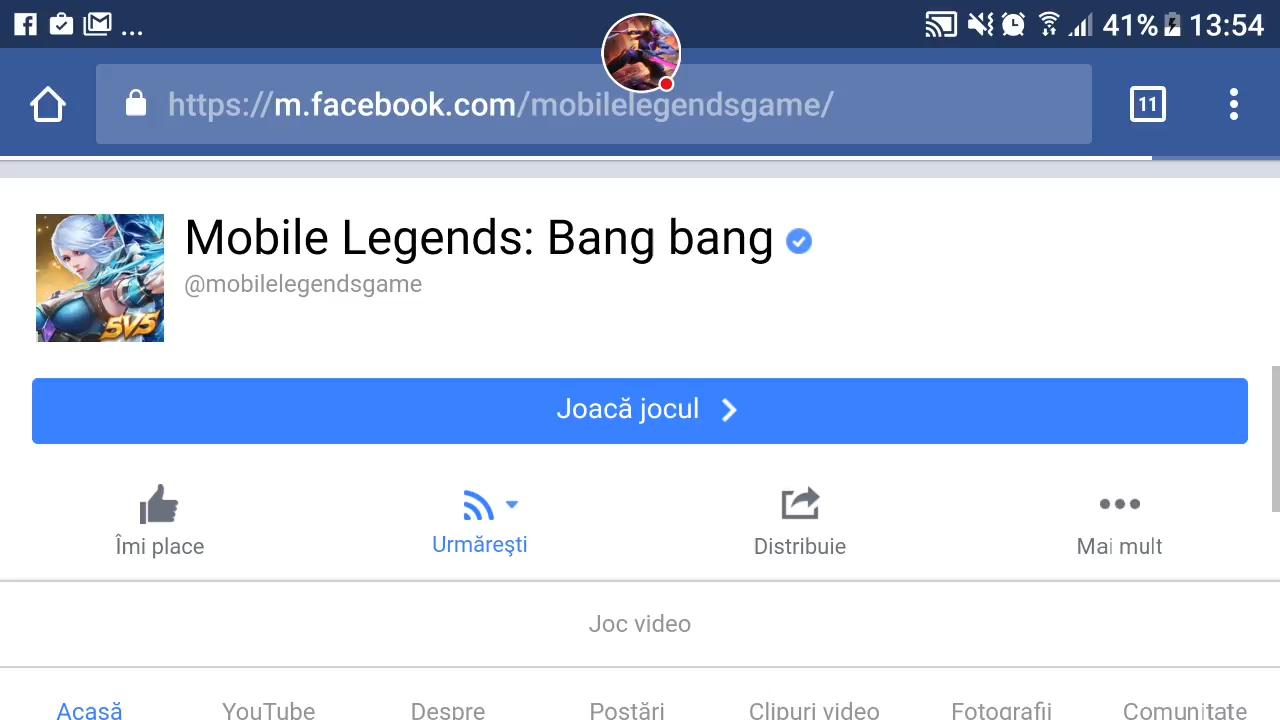 ... 41% 13:54
https://m.facebook.com/mobilelegendsgame/ 11
Mobile Legends: Bang bang
@mobilelegendsgame
5V5
Joacă jocul
Îmi place Urmăreşti Distribuie Mai mult
Joc video
Acasă YouTube Despre Postări Clipuri video Fotografii Comunitate